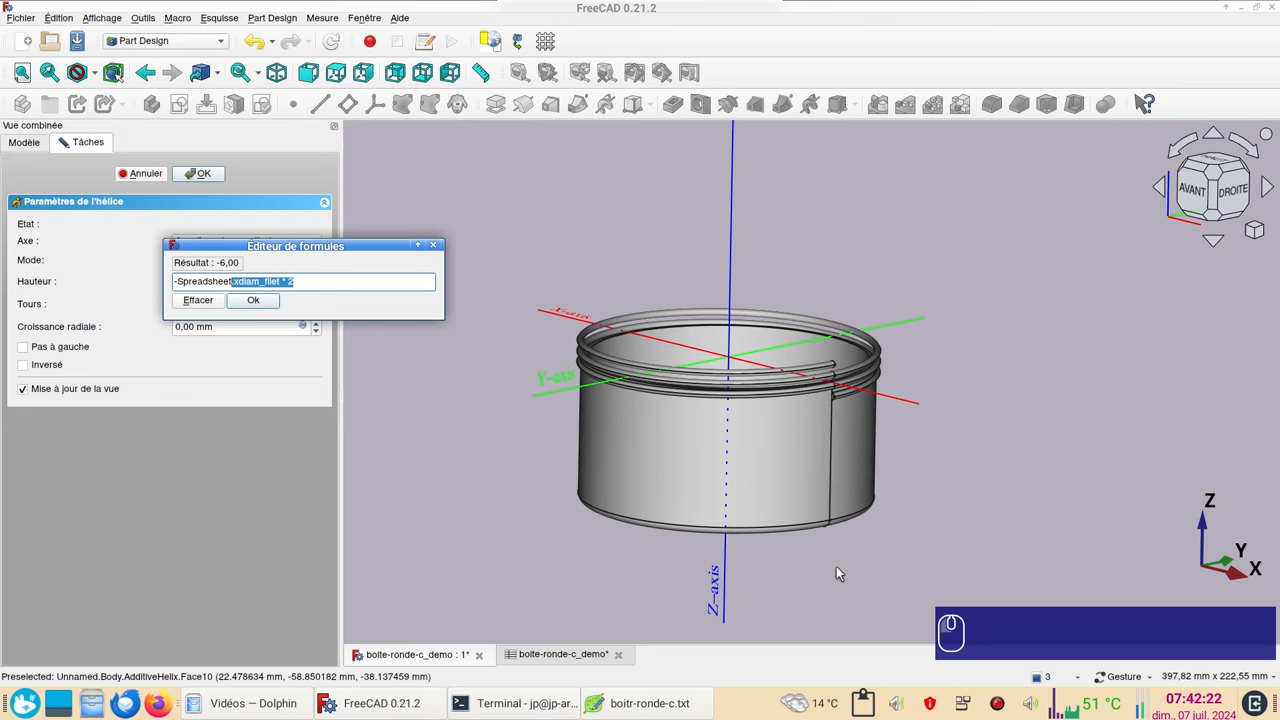 FreeCAD 0.21.2
Fichier Édition Affichage Outils Macro Esquisse Part Design Mesure Fenêtre Aide
Part Design
Vue combinée
Modèle Tâches
Annuler OK
Paramètres de l'hélice
Etat :
Axe :
Mode:
Hauteur :
Tours :
Croissance radiale : 0,00 mm
Pas à gauche
Inversé
Mise à jour de la vue
Éditeur de formules
Résultat : -6,00
-Spreadsheet.xdiam_filet * 2
Effacer Ok
X-axis
Y-axis
Z-axis
AVANT DROITE
Z
Y
X
boite-ronde-c_demo : 1*
boite-ronde-c_demo*
Preselected: Unnamed.Body.AdditiveHelix.Face10 (22.478634 mm, -58.850182 mm, -38.137459 mm)
3 Gesture 397,82 mm x 222,55 mm
Vidéos — Dolphin
FreeCAD 0.21.2
Terminal - jp@jp-ar...
boitr-ronde-c.txt
14 °C
51 °C
07:42:22
dim., 07 juil. 2024